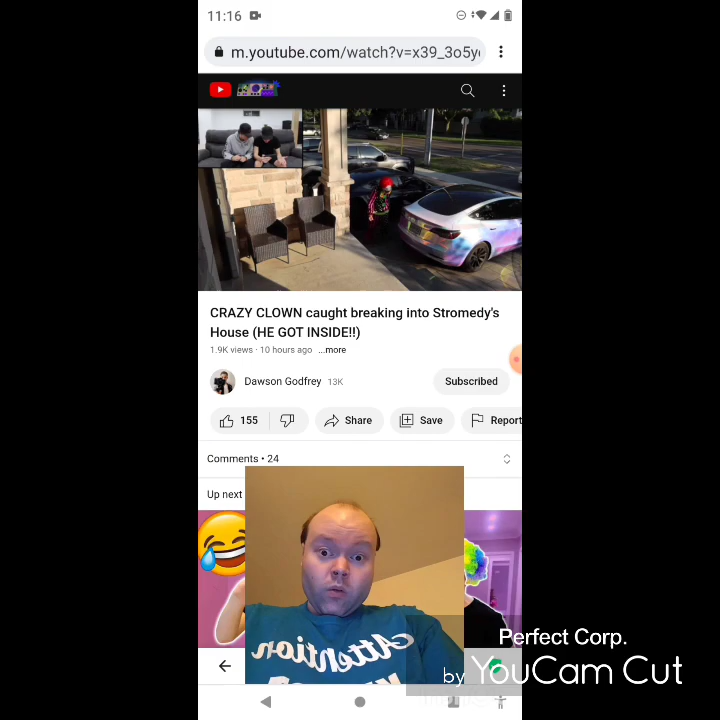 11:16
m.youtube.com/watch?v=x39_3o5y
CRAZY CLOWN caught breaking into Stromedy's
House (HE GOT INSIDE!!)
1.9K views · 10 hours ago ...more
Dawson Godfrey 13K
Subscribed
155 Share Save Report
Comments • 24
Up next
Attention
Perfect Corp.
by YouCam Cut